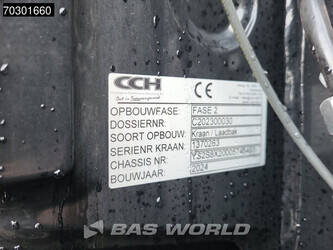 70301660
CCH
CE
OPBOUWFASE: FASE 2
DOSSIERNR: C202300030
SOORT OPBOUW: Kraan / Laadbak
SERIENR KRAAN: 1370263
CHASSIS NR:
BOUWJAAR: 2024
BAS WORLD